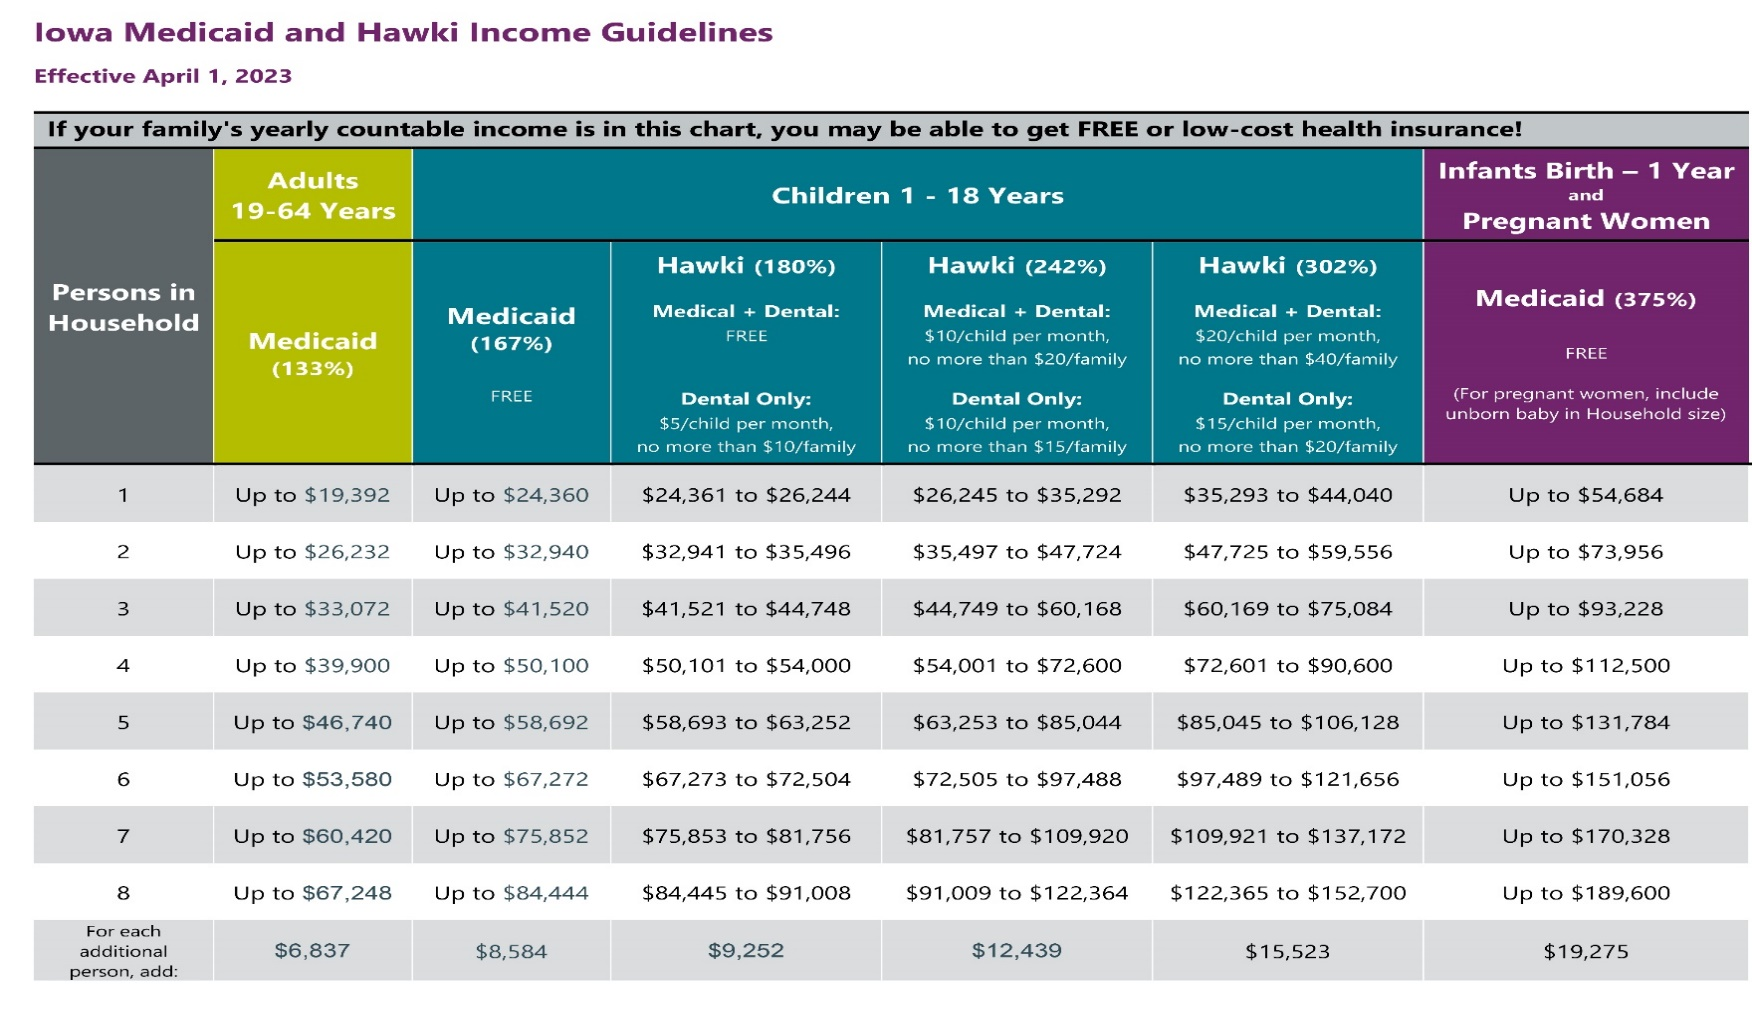 Iowa Medicaid and Hawki Income Guidelines
Effective April 1, 2023
If your family's yearly countable income is in this chart, you may be able to get FREE or low-cost health insurance!
Persons in
Household
Adults
19-64 Years
Children 1 - 18 Years
Infants Birth – 1 Year
and
Pregnant Women
Medicaid
(133%)
Medicaid
(167%)
FREE
Hawki (180%)
Medical + Dental:
FREE
Dental Only:
$5/child per month,
no more than $10/family
Hawki (242%)
Medical + Dental:
$10/child per month,
no more than $20/family
Dental Only:
$10/child per month,
no more than $15/family
Hawki (302%)
Medical + Dental:
$20/child per month,
no more than $40/family
Dental Only:
$15/child per month,
no more than $20/family
Medicaid (375%)
FREE
(For pregnant women, include
unborn baby in Household size)
1 Up to $19,392 Up to $24,360 $24,361 to $26,244 $26,245 to $35,292 $35,293 to $44,040 Up to $54,684
2 Up to $26,232 Up to $32,940 $32,941 to $35,496 $35,497 to $47,724 $47,725 to $59,556 Up to $73,956
3 Up to $33,072 Up to $41,520 $41,521 to $44,748 $44,749 to $60,168 $60,169 to $75,084 Up to $93,228
4 Up to $39,900 Up to $50,100 $50,101 to $54,000 $54,001 to $72,600 $72,601 to $90,600 Up to $112,500
5 Up to $46,740 Up to $58,692 $58,693 to $63,252 $63,253 to $85,044 $85,045 to $106,128 Up to $131,784
6 Up to $53,580 Up to $67,272 $67,273 to $72,504 $72,505 to $97,488 $97,489 to $121,656 Up to $151,056
7 Up to $60,420 Up to $75,852 $75,853 to $81,756 $81,757 to $109,920 $109,921 to $137,172 Up to $170,328
8 Up to $67,248 Up to $84,444 $84,445 to $91,008 $91,009 to $122,364 $122,365 to $152,700 Up to $189,600
For each
additional
person, add:
$6,837 $8,584 $9,252 $12,439 $15,523 $19,275